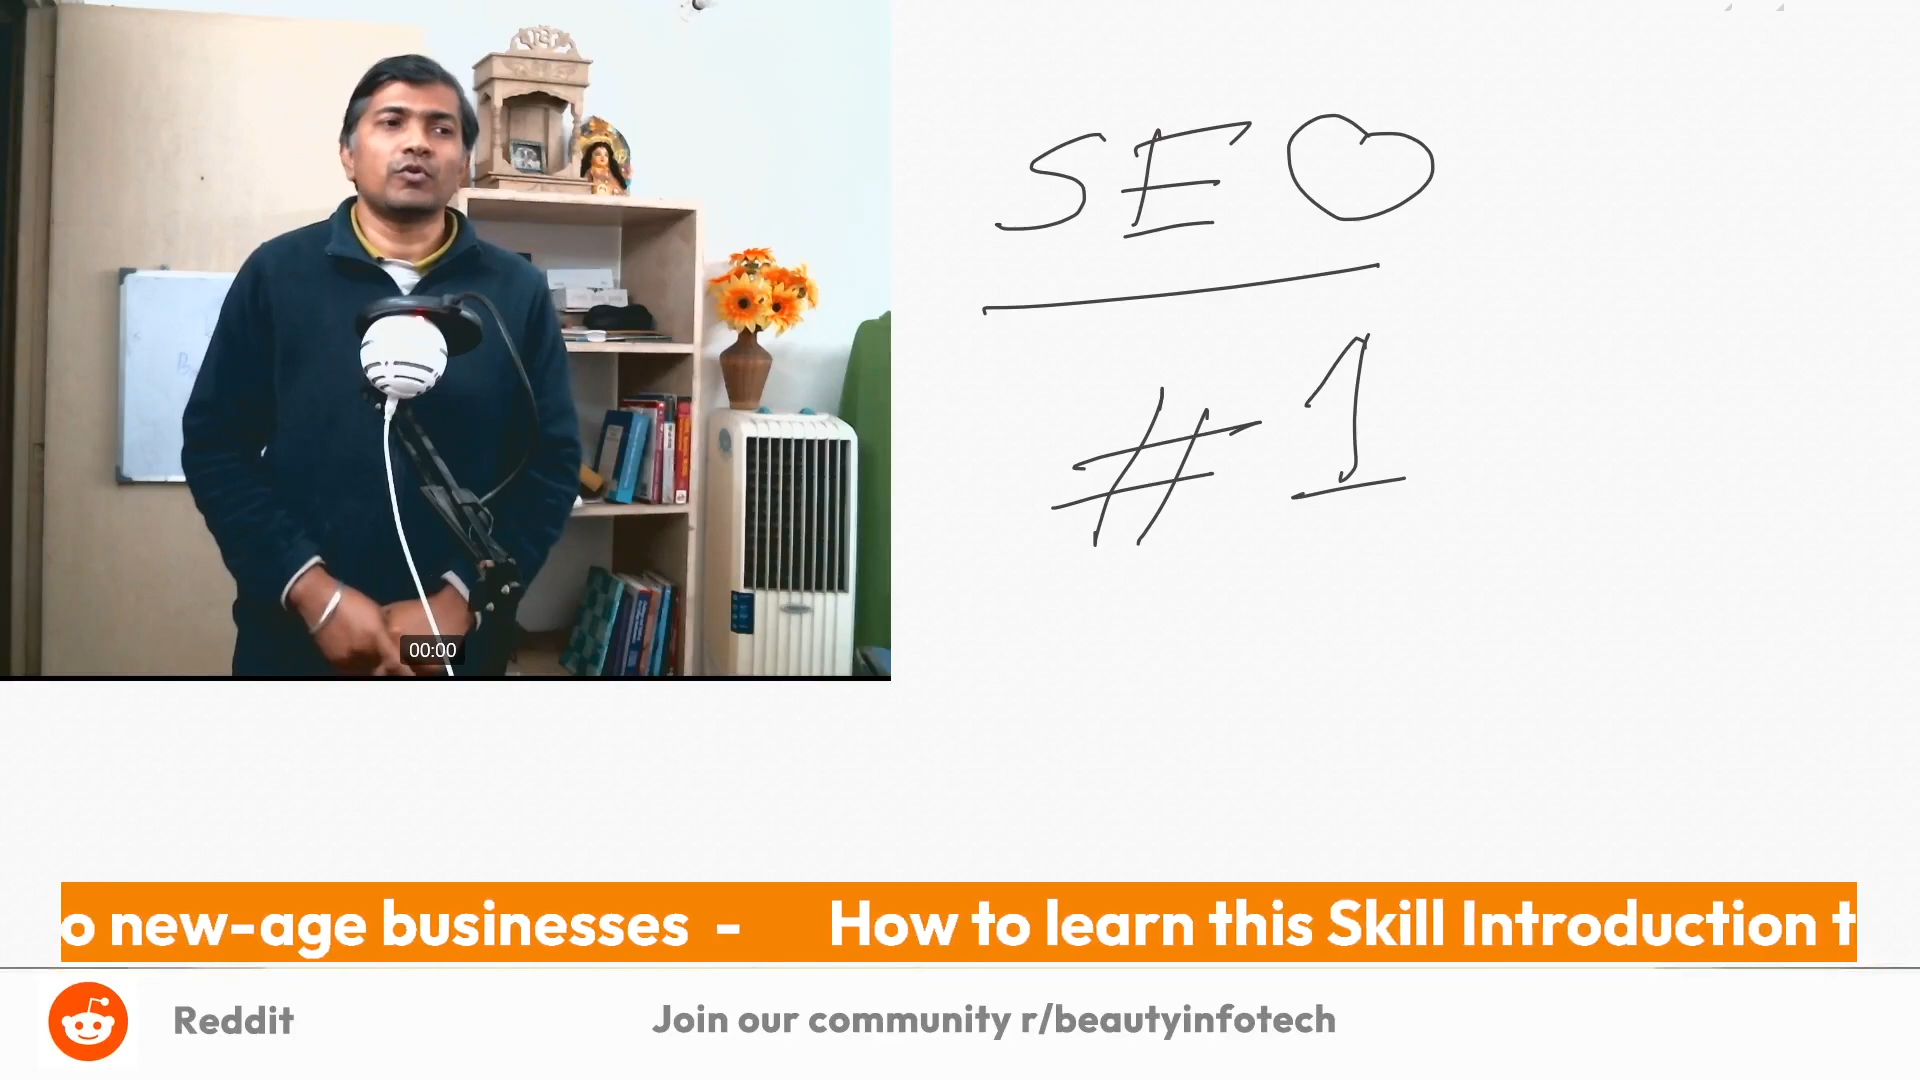 SEO
#1
00:00
o new-age businesses - How to learn this Skill Introduction t
Reddit
Join our community r/beautyinfotech